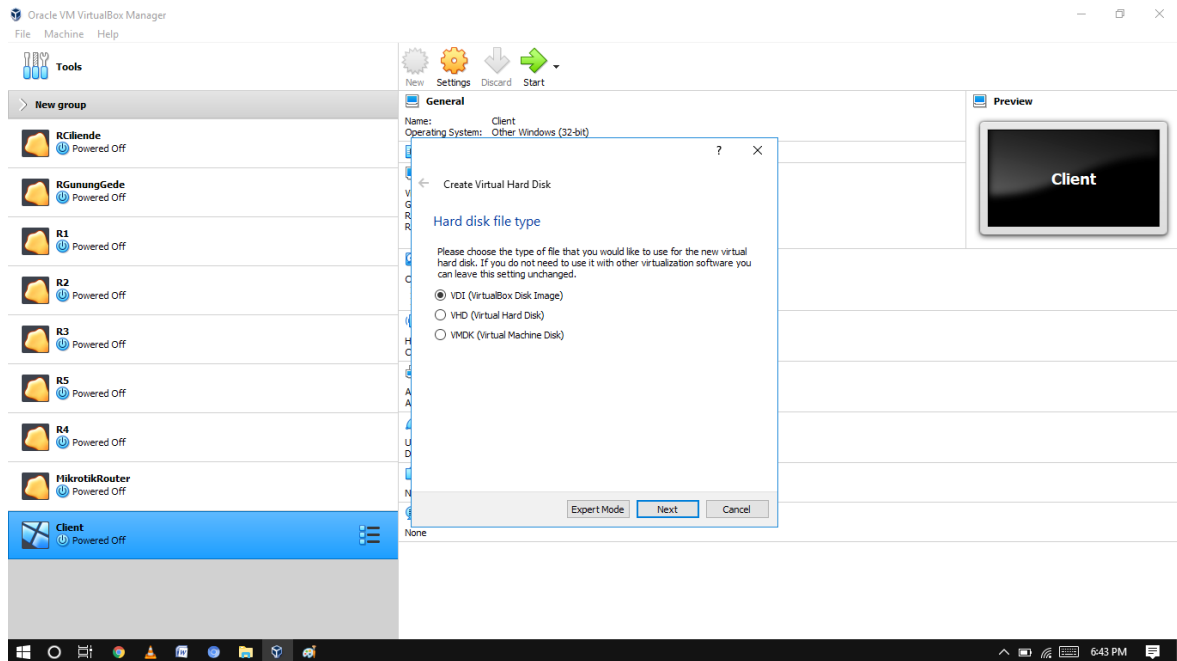 Oracle VM VirtualBox Manager
File Machine Help
Tools
New Settings Discard Start
New group
RCiliende
Powered Off
RGunungGede
Powered Off
R1
Powered Off
R2
Powered Off
R3
Powered Off
R5
Powered Off
R4
Powered Off
MikrotikRouter
Powered Off
Client
Powered Off
General
Name: Client
Operating System: Other Windows (32-bit)
Preview
Client
V
G
R
R
C
H
C
A
A
U
D
N
None
?
Create Virtual Hard Disk
Hard disk file type
Please choose the type of file that you would like to use for the new virtual
hard disk. If you do not need to use it with other virtualization software you
can leave this setting unchanged.
VDI (VirtualBox Disk Image)
VHD (Virtual Hard Disk)
VMDK (Virtual Machine Disk)
Expert Mode Next Cancel
6:43 PM